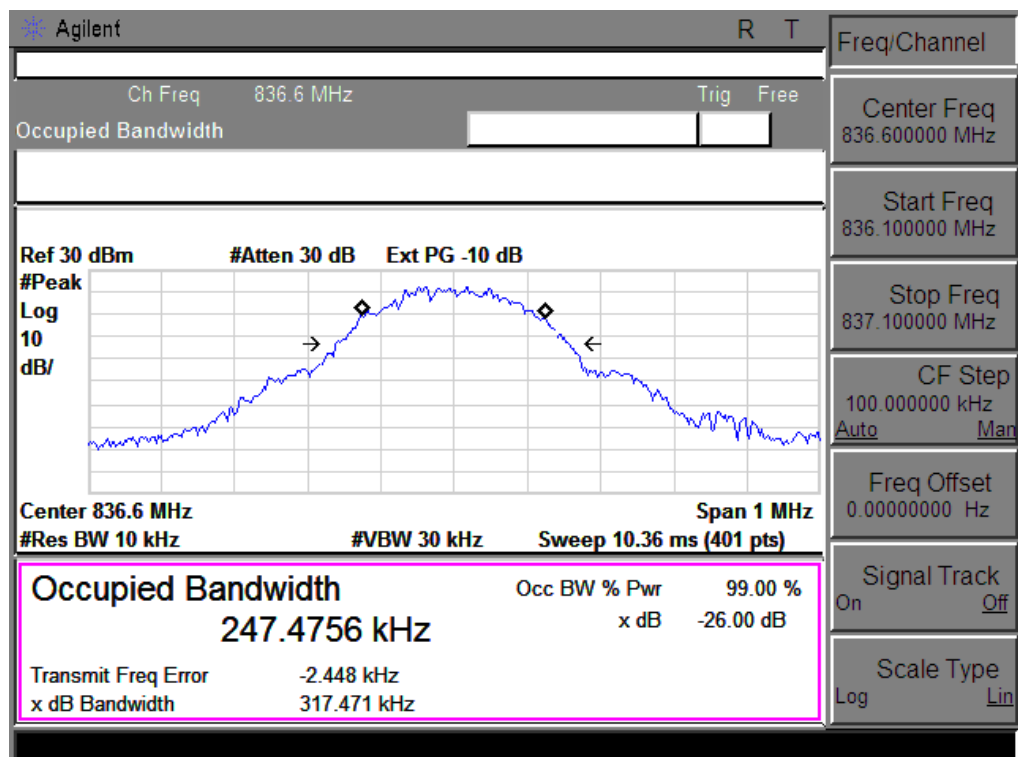 Agilent R T
Freq/Channel
Ch Freq 836.6 MHz Trig Free
Occupied Bandwidth
Center Freq
836.600000 MHz
Start Freq
836.100000 MHz
Stop Freq
837.100000 MHz
CF Step
100.000000 kHz
Auto Man
Freq Offset
0.00000000 Hz
Signal Track
On Off
Scale Type
Log Lin
Ref 30 dBm #Atten 30 dB Ext PG -10 dB
#Peak
Log
10
dB/
Center 836.6 MHz Span 1 MHz
#Res BW 10 kHz #VBW 30 kHz Sweep 10.36 ms (401 pts)
Occupied Bandwidth Occ BW % Pwr 99.00 %
247.4756 kHz x dB -26.00 dB
Transmit Freq Error -2.448 kHz
x dB Bandwidth 317.471 kHz